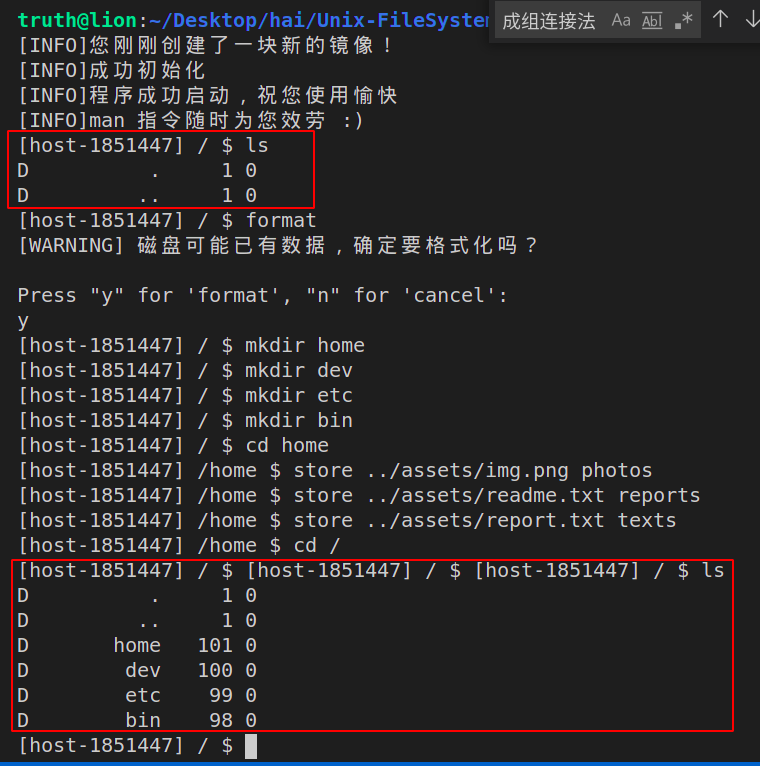 truth@lion:~/Desktop/hai/Unix-FileSystem
成组连接法 Aa Abl .* ↑ ↓
[INFO]您刚刚创建了一块新的镜像！
[INFO]成功初始化
[INFO]程序成功启动，祝您使用愉快
[INFO]man 指令随时为您效劳 :)
[host-1851447] / $ ls
D . 1 0
D .. 1 0
[host-1851447] / $ format
[WARNING] 磁盘可能已有数据，确定要格式化吗？
Press "y" for 'format', "n" for 'cancel':
y
[host-1851447] / $ mkdir home
[host-1851447] / $ mkdir dev
[host-1851447] / $ mkdir etc
[host-1851447] / $ mkdir bin
[host-1851447] / $ cd home
[host-1851447] /home $ store ../assets/img.png photos
[host-1851447] /home $ store ../assets/readme.txt reports
[host-1851447] /home $ store ../assets/report.txt texts
[host-1851447] /home $ cd /
[host-1851447] / $ [host-1851447] / $ [host-1851447] / $ ls
D . 1 0
D .. 1 0
D home 101 0
D dev 100 0
D etc 99 0
D bin 98 0
[host-1851447] / $